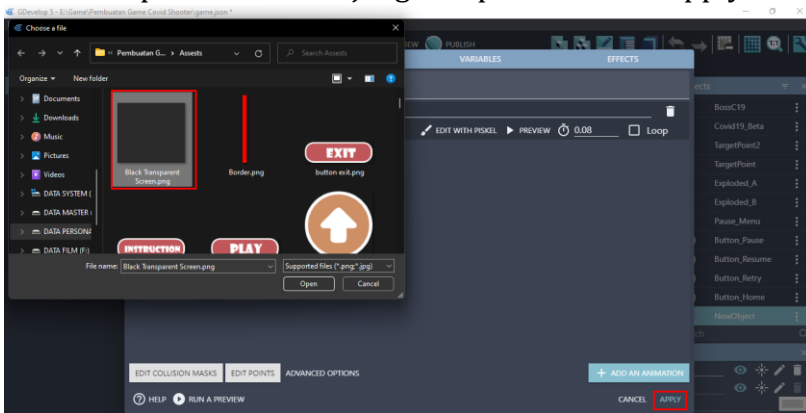 GDevelop 5 - E:\Game\Pembuatan Game Covid Shooter\game.json *
Choose a file
Pembuatan G... > Assests
Search Assests
PUBLISH
VARIABLES
EFFECTS
Organize
New folder
Documents
Downloads
Music
Pictures
Videos
DATA SYSTEM (
DATA MASTER (
DATA PERSONA
DATA FILM (F:)
Black Transparent
Screen.png
Border.png
EXIT
button exit.png
INSTRUCTION
PLAY
File name:
Black Transparent Screen.png
Supported files (*.png;*.jpg)
Open
Cancel
EDIT WITH PISKEL
PREVIEW
0.08
Loop
BossC19
Covid19_Beta
TargetPoint2
TargetPoint
Exploded_A
Exploded_B
Pause_Menu
Button_Pause
Button_Resume
Button_Retry
Button_Home
NewObject
EDIT COLLISION MASKS
EDIT POINTS
ADVANCED OPTIONS
+ ADD AN ANIMATION
HELP
RUN A PREVIEW
CANCEL
APPLY